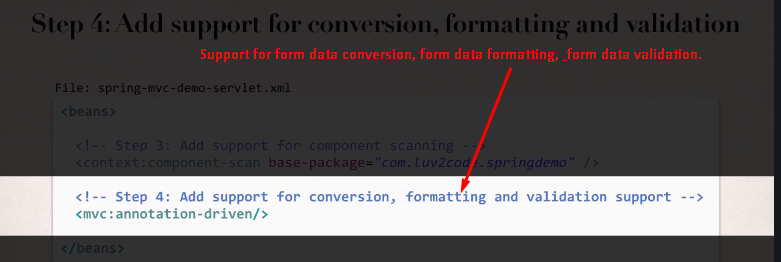 Step 4: Add support for conversion, formatting and validation
Support for form data conversion, form data formatting, _form data validation.
File: spring-mvc-demo-servlet.xml
<beans>
<!-- Step 3: Add support for component scanning -->
<context:component-scan base-package="com.luv2code.springdemo" />
<!-- Step 4: Add support for conversion, formatting and validation support -->
<mvc:annotation-driven/>
</beans>